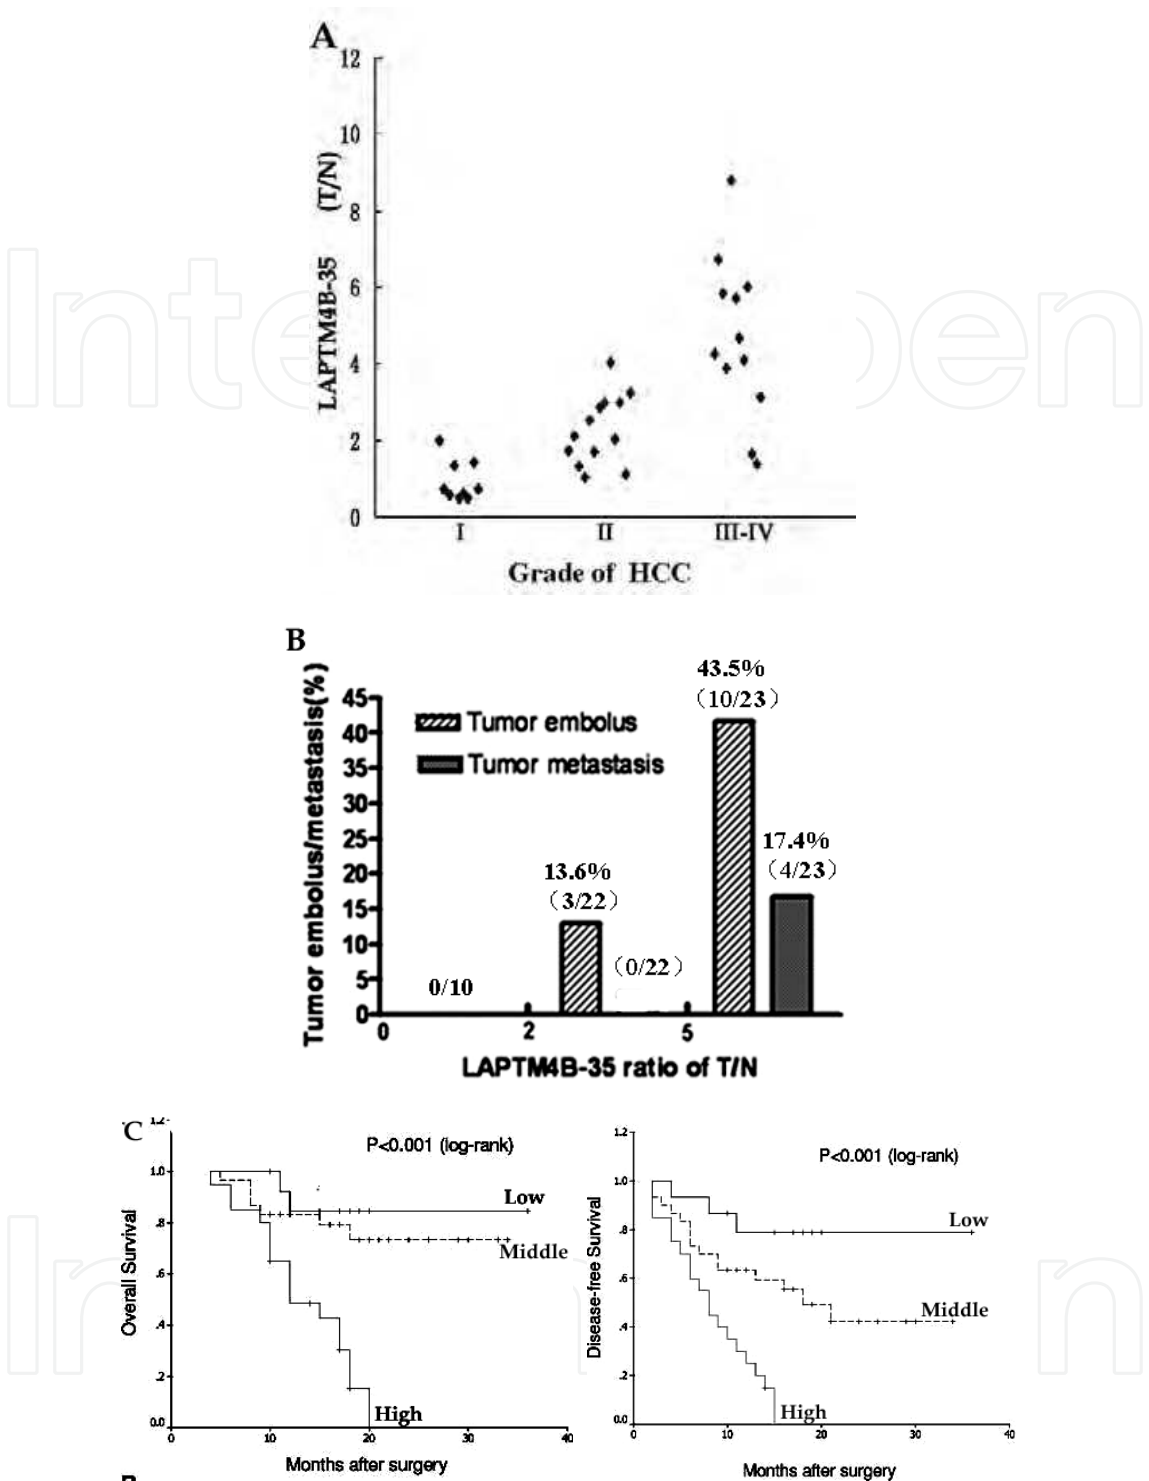 A
12
10
8
6
4
2
0
LAPTM4B-35 (T/N)
I II III-IV
Grade of HCC
B
Tumor embolus/metastasis(%)
45
40
35
30
25
20
15
10
5
0
Tumor embolus
Tumor metastasis
43.5%
(10/23)
17.4%
(4/23)
13.6%
(3/22)
(0/22)
0/10
0 2 5
LAPTM4B-35 ratio of T/N
C
1.2
P<0.001 (log-rank)
1.0
.8
.6
.4
.2
0.0
Overall Survival
Low
Middle
High
0 10 20 30 40
Months after surgery
1.2
P<0.001 (log-rank)
1.0
.8
.6
.4
.2
0.0
Disease-free Survival
Low
Middle
High
0 10 20 30 40
Months after surgery